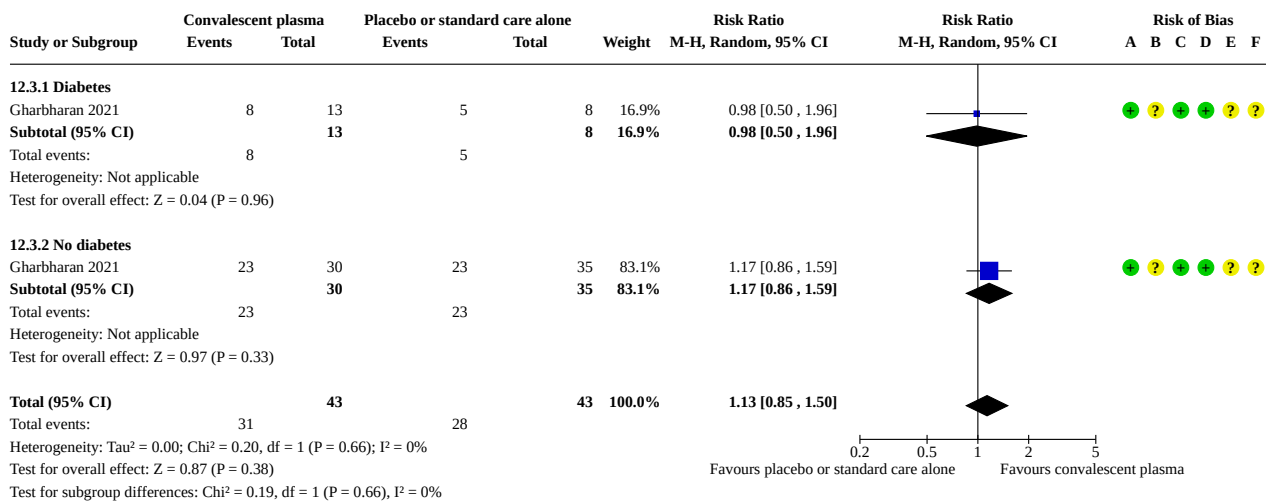 Convalescent plasma Placebo or standard care alone Risk Ratio Risk Ratio Risk of Bias
Study or Subgroup Events Total Events Total Weight M-H, Random, 95% CI M-H, Random, 95% CI A B C D E F
12.3.1 Diabetes
Gharbharan 2021 8 13 5 8 16.9% 0.98 [0.50 , 1.96] + ? + + ? ?
Subtotal (95% CI) 13 8 16.9% 0.98 [0.50 , 1.96]
Total events: 8 5
Heterogeneity: Not applicable
Test for overall effect: Z = 0.04 (P = 0.96)
12.3.2 No diabetes
Gharbharan 2021 23 30 23 35 83.1% 1.17 [0.86 , 1.59] + ? + + ? ?
Subtotal (95% CI) 30 35 83.1% 1.17 [0.86 , 1.59]
Total events: 23 23
Heterogeneity: Not applicable
Test for overall effect: Z = 0.97 (P = 0.33)
Total (95% CI) 43 43 100.0% 1.13 [0.85 , 1.50]
Total events: 31 28
Heterogeneity: Tau² = 0.00; Chi² = 0.20, df = 1 (P = 0.66); I² = 0%
0.2 0.5 1 2 5
Test for overall effect: Z = 0.87 (P = 0.38) Favours placebo or standard care alone Favours convalescent plasma
Test for subgroup differences: Chi² = 0.19, df = 1 (P = 0.66), I² = 0%